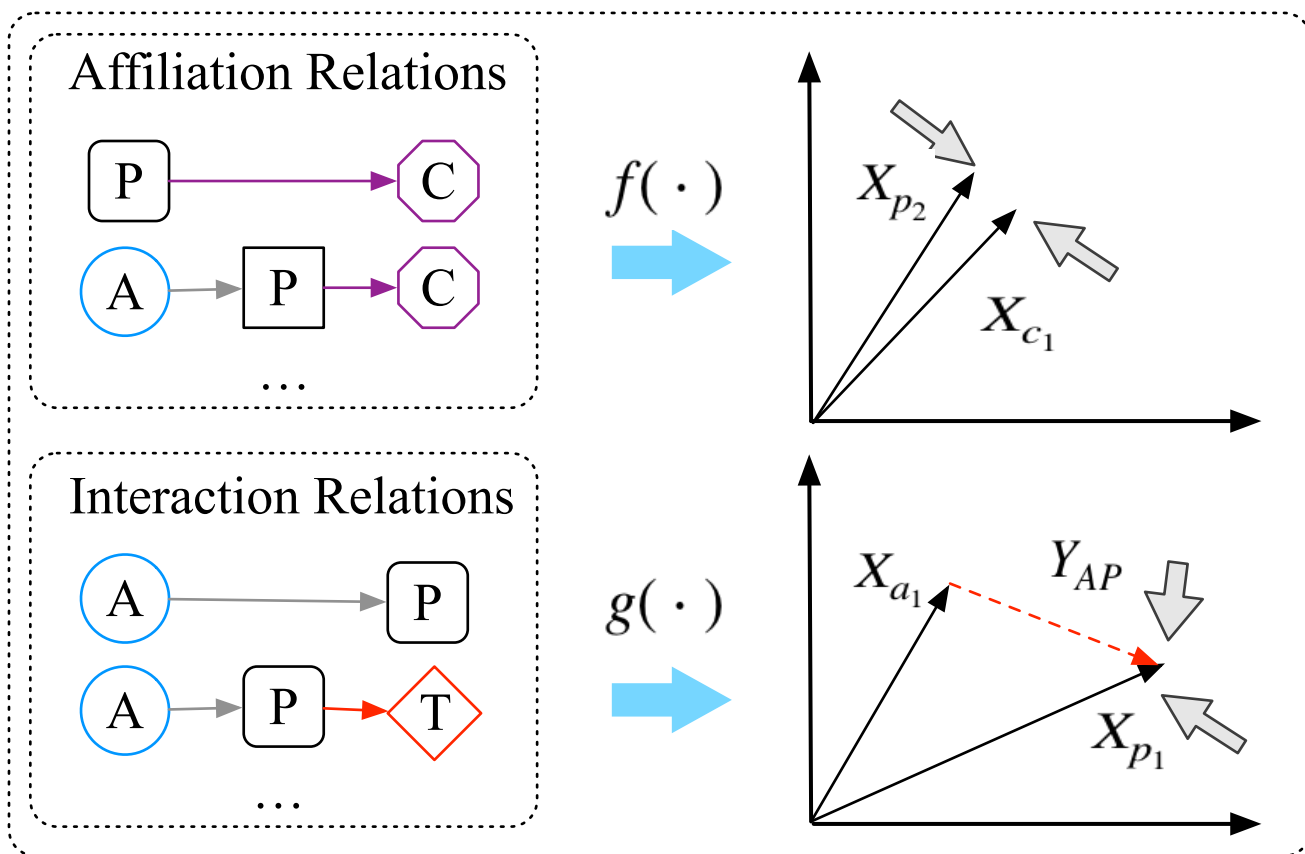 Affiliation Relations
P C
A P C
...
f(·)
X_{p_2}
X_{c_1}
Interaction Relations
A P
A P T
...
g(·)
X_{a_1}
Y_{AP}
X_{p_1}